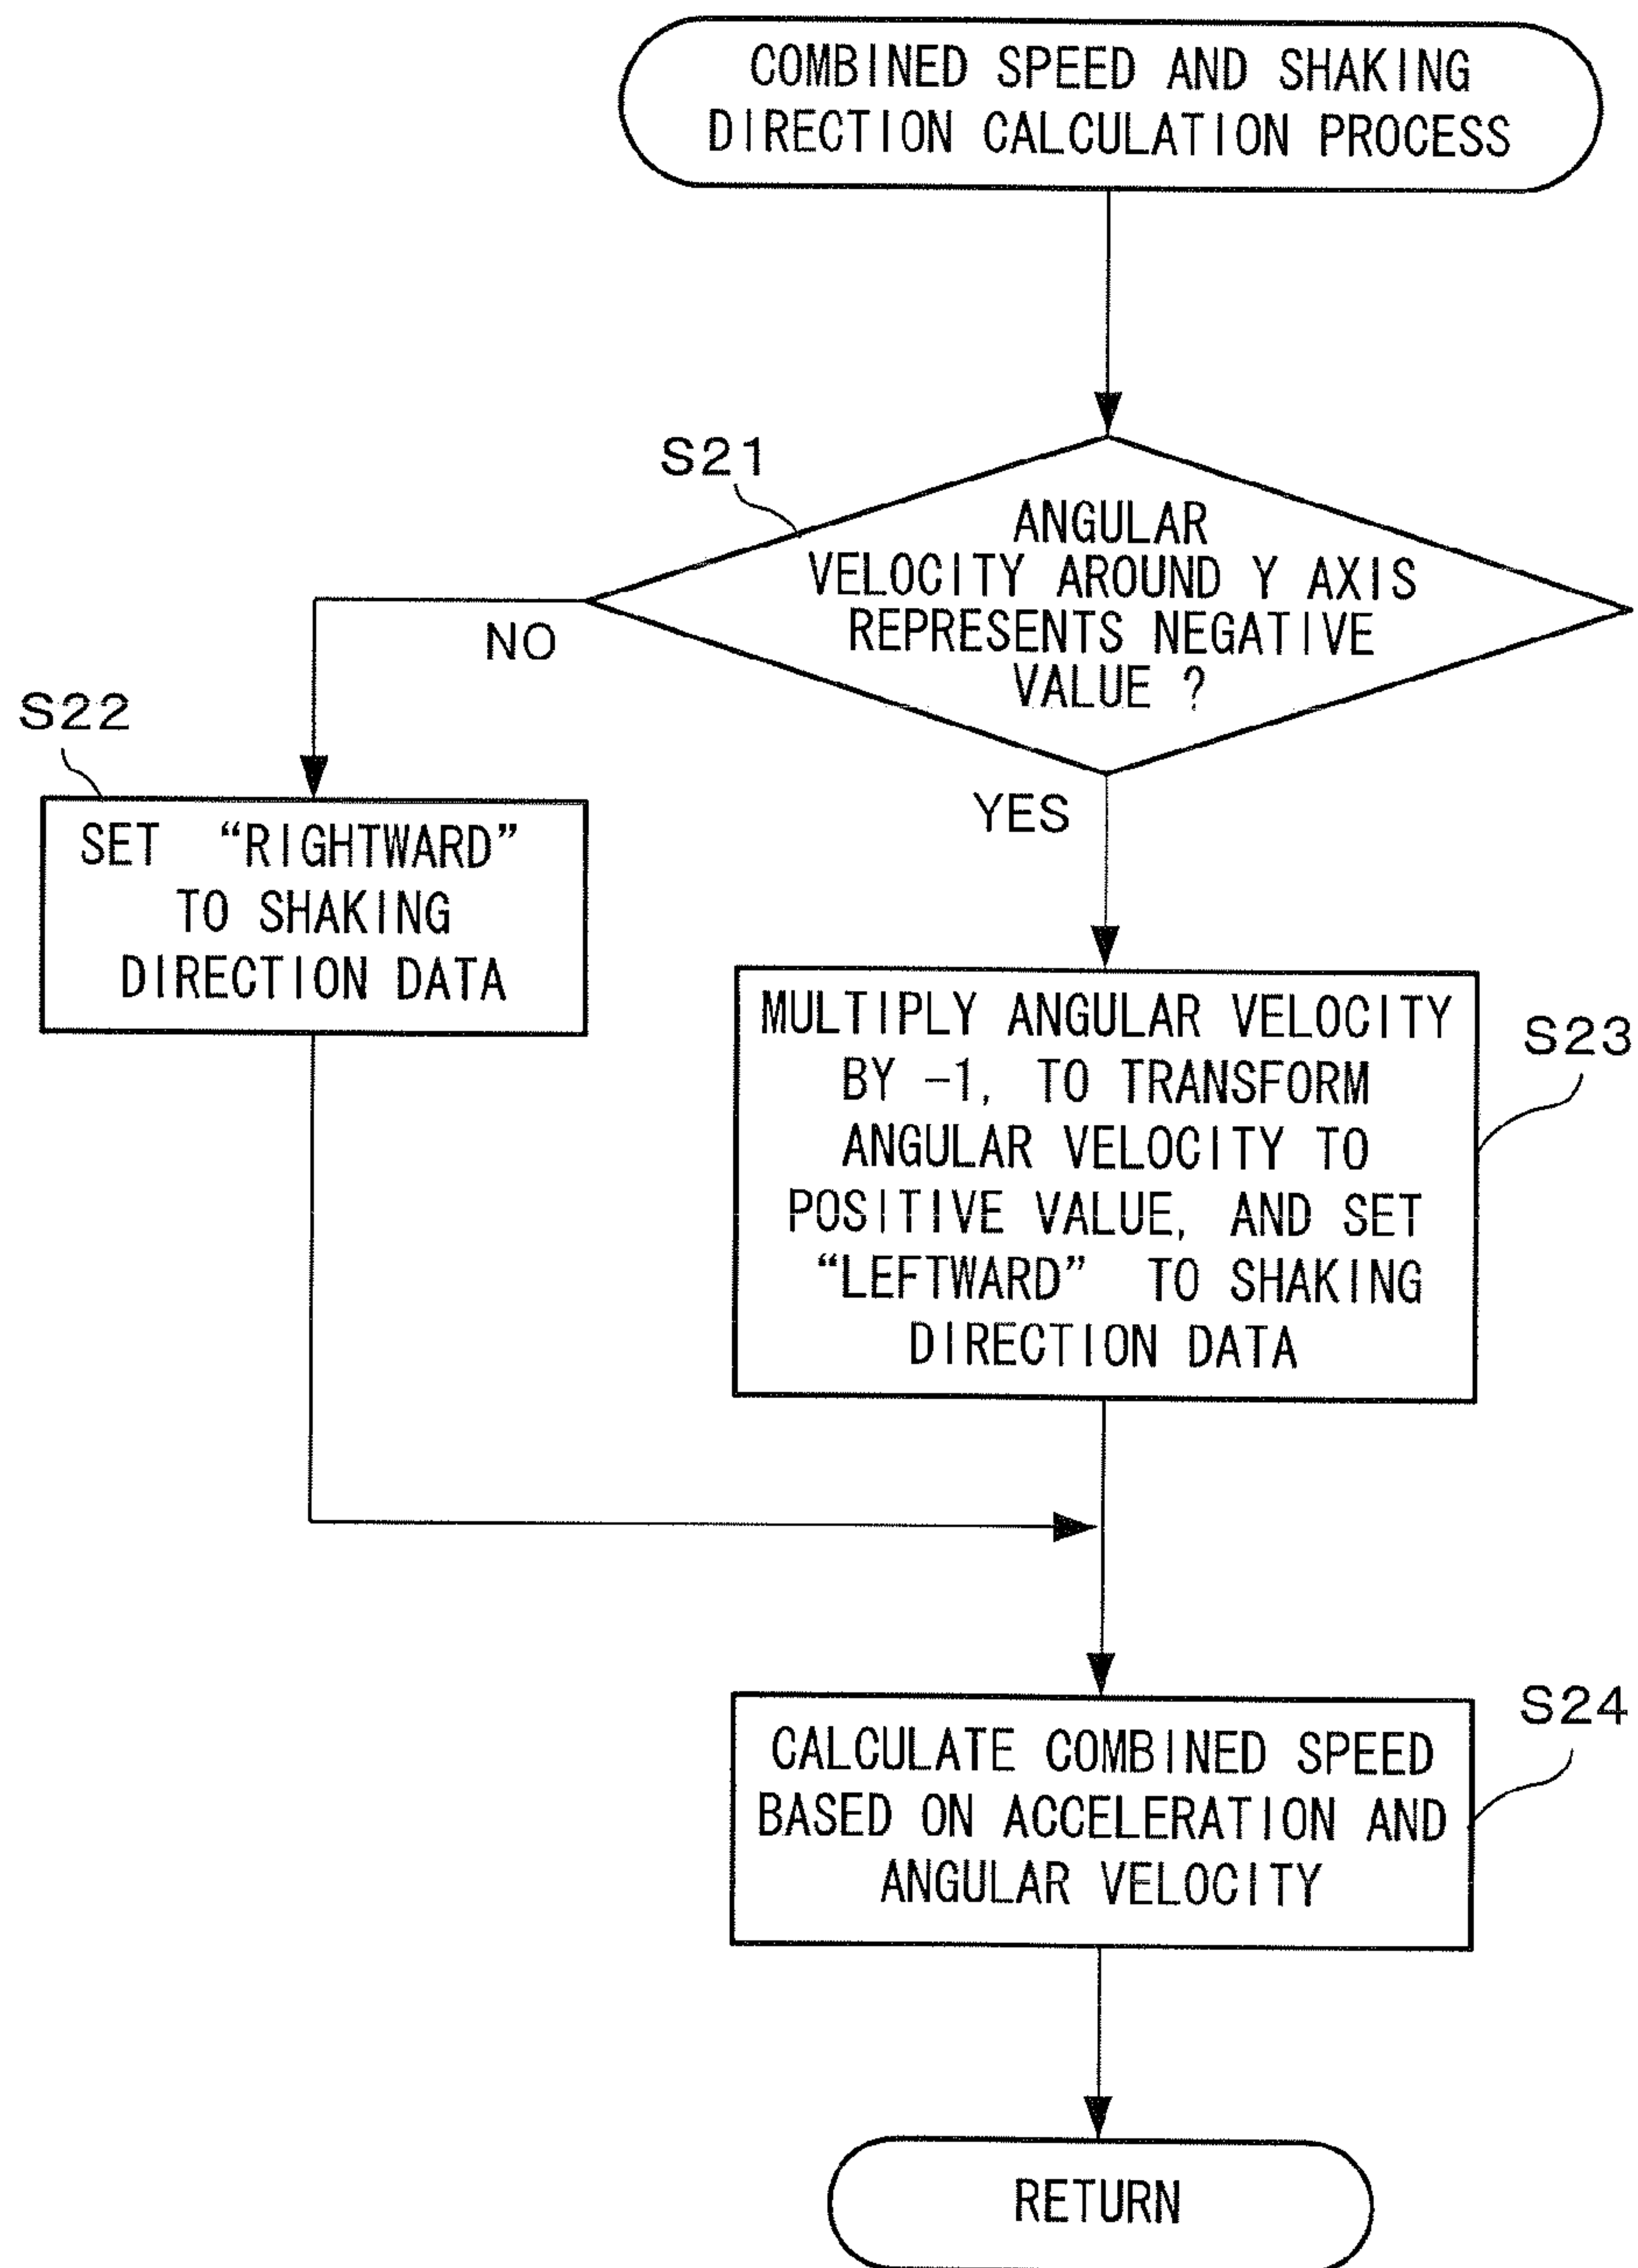 COMBINED SPEED AND SHAKING
DIRECTION CALCULATION PROCESS
S21
ANGULAR
VELOCITY AROUND Y AXIS
REPRESENTS NEGATIVE
VALUE ?
NO
S22
SET “RIGHTWARD”
TO SHAKING
DIRECTION DATA
YES
MULTIPLY ANGULAR VELOCITY
BY -1, TO TRANSFORM
ANGULAR VELOCITY TO
POSITIVE VALUE, AND SET
“LEFTWARD” TO SHAKING
DIRECTION DATA
S23
S24
CALCULATE COMBINED SPEED
BASED ON ACCELERATION AND
ANGULAR VELOCITY
RETURN